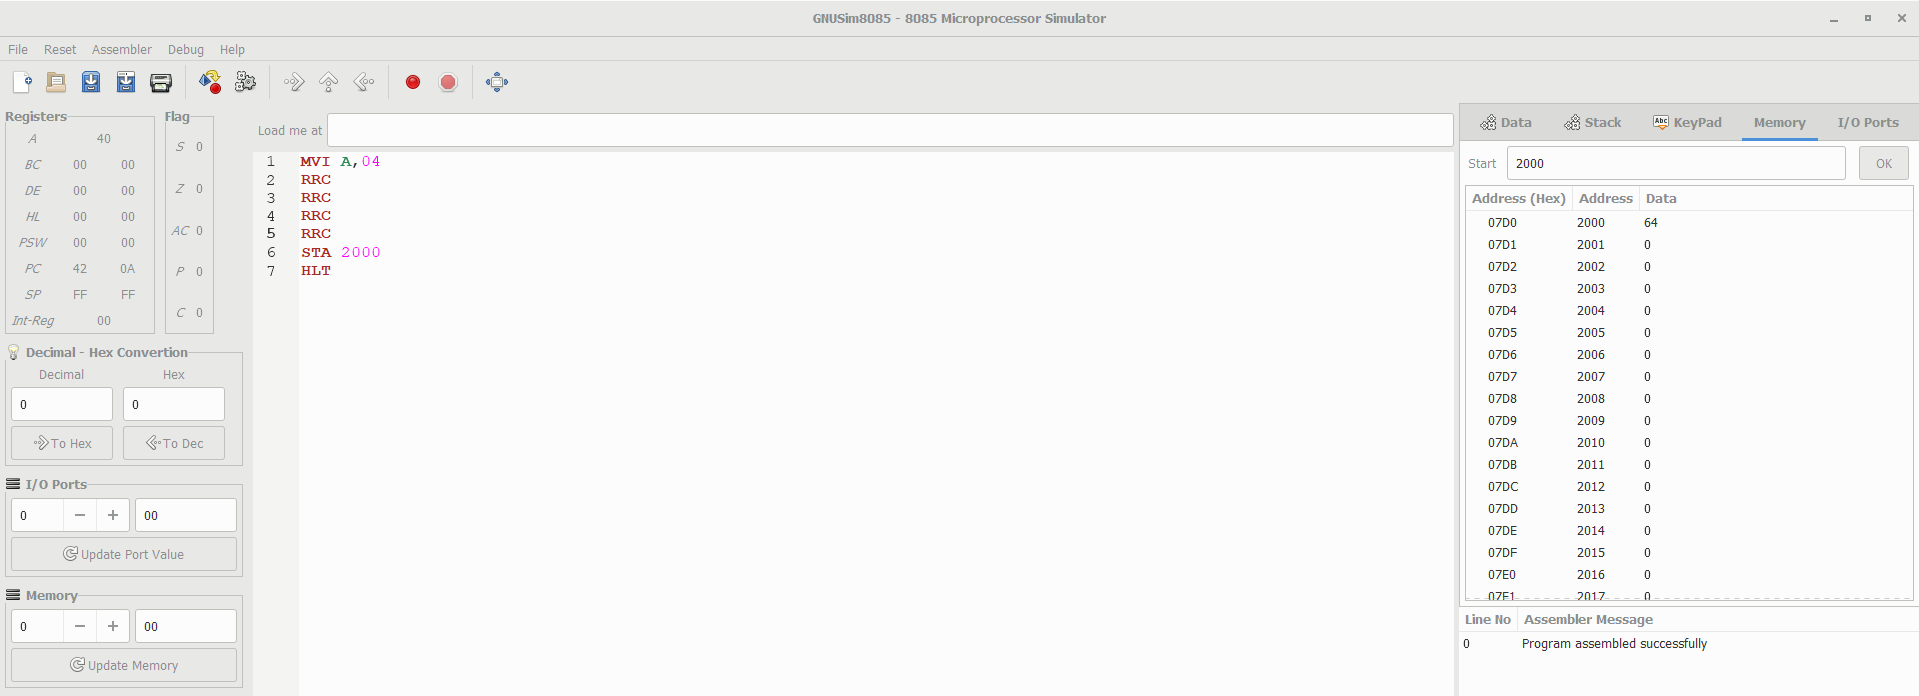 GNUSim8085 - 8085 Microprocessor Simulator
File Reset Assembler Debug Help
Registers
A 40
BC 00 00
DE 00 00
HL 00 00
PSW 00 00
PC 42 0A
SP FF FF
Int-Reg 00
Flag
S 0
Z 0
AC 0
P 0
C 0
Decimal - Hex Convertion
Decimal Hex
0 0
To Hex To Dec
I/O Ports
0 − + 00
Update Port Value
Memory
0 − + 00
Update Memory
Load me at
1 MVI A,04
2 RRC
3 RRC
4 RRC
5 RRC
6 STA 2000
7 HLT
Data Stack Abc KeyPad Memory I/O Ports
Start 2000 OK
Address (Hex) Address Data
07D0 2000 64
07D1 2001 0
07D2 2002 0
07D3 2003 0
07D4 2004 0
07D5 2005 0
07D6 2006 0
07D7 2007 0
07D8 2008 0
07D9 2009 0
07DA 2010 0
07DB 2011 0
07DC 2012 0
07DD 2013 0
07DE 2014 0
07DF 2015 0
07E0 2016 0
07E1 2017 0
Line No Assembler Message
0 Program assembled successfully